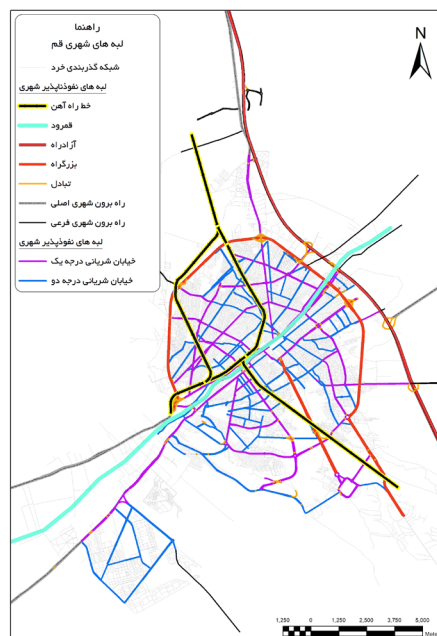 راهنما
لبه های شهری قم
شبکه گذربندی خرد
لبه های نفوذناپذیر شهری
خط راه آهن
قمرود
آزادراه
بزرگراه
تبادل
راه برون شهری اصلی
راه برون شهری فرعی
لبه های نفوذپذیر شهری
خیابان شریانی درجه یک
خیابان شریانی درجه دو
N
1,250 0 1,250 2,500 3,750 5,000
Mete